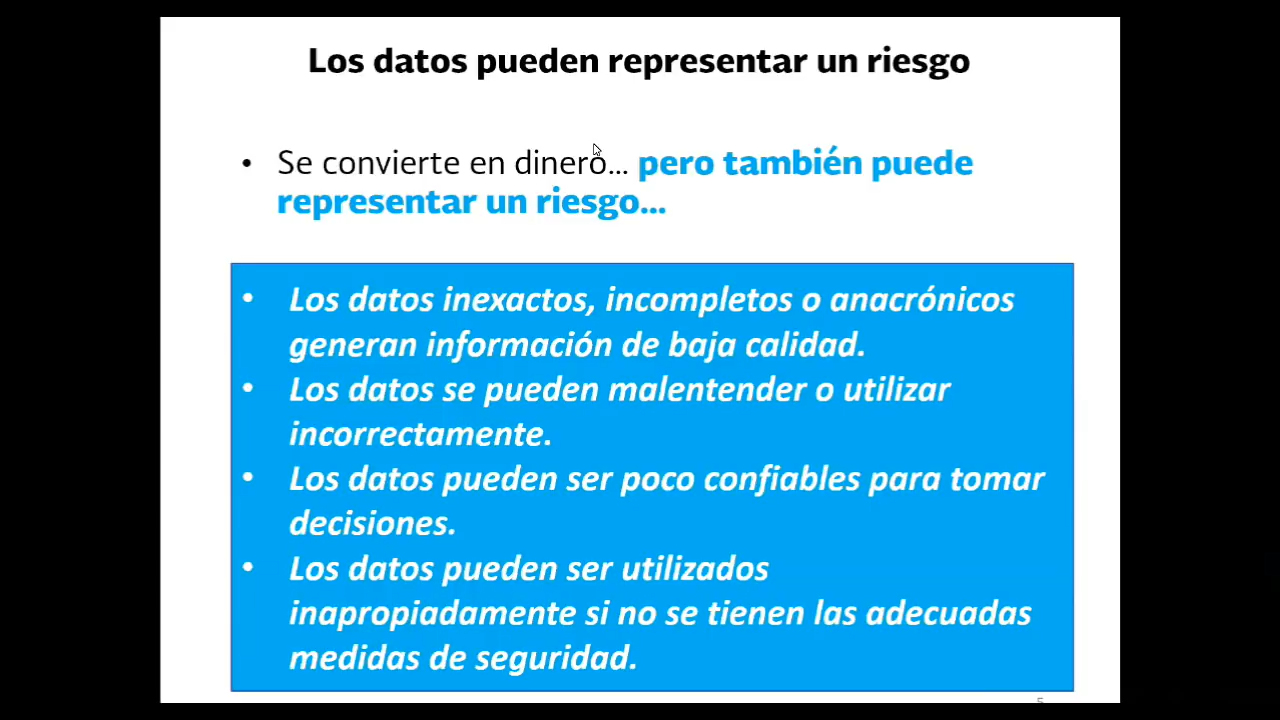 Los datos pueden representar un riesgo
• Se convierte en dinero... pero también puede
representar un riesgo...
• Los datos inexactos, incompletos o anacrónicos
generan información de baja calidad.
• Los datos se pueden malentender o utilizar
incorrectamente.
• Los datos pueden ser poco confiables para tomar
decisiones.
• Los datos pueden ser utilizados
inapropiadamente si no se tienen las adecuadas
medidas de seguridad.
5